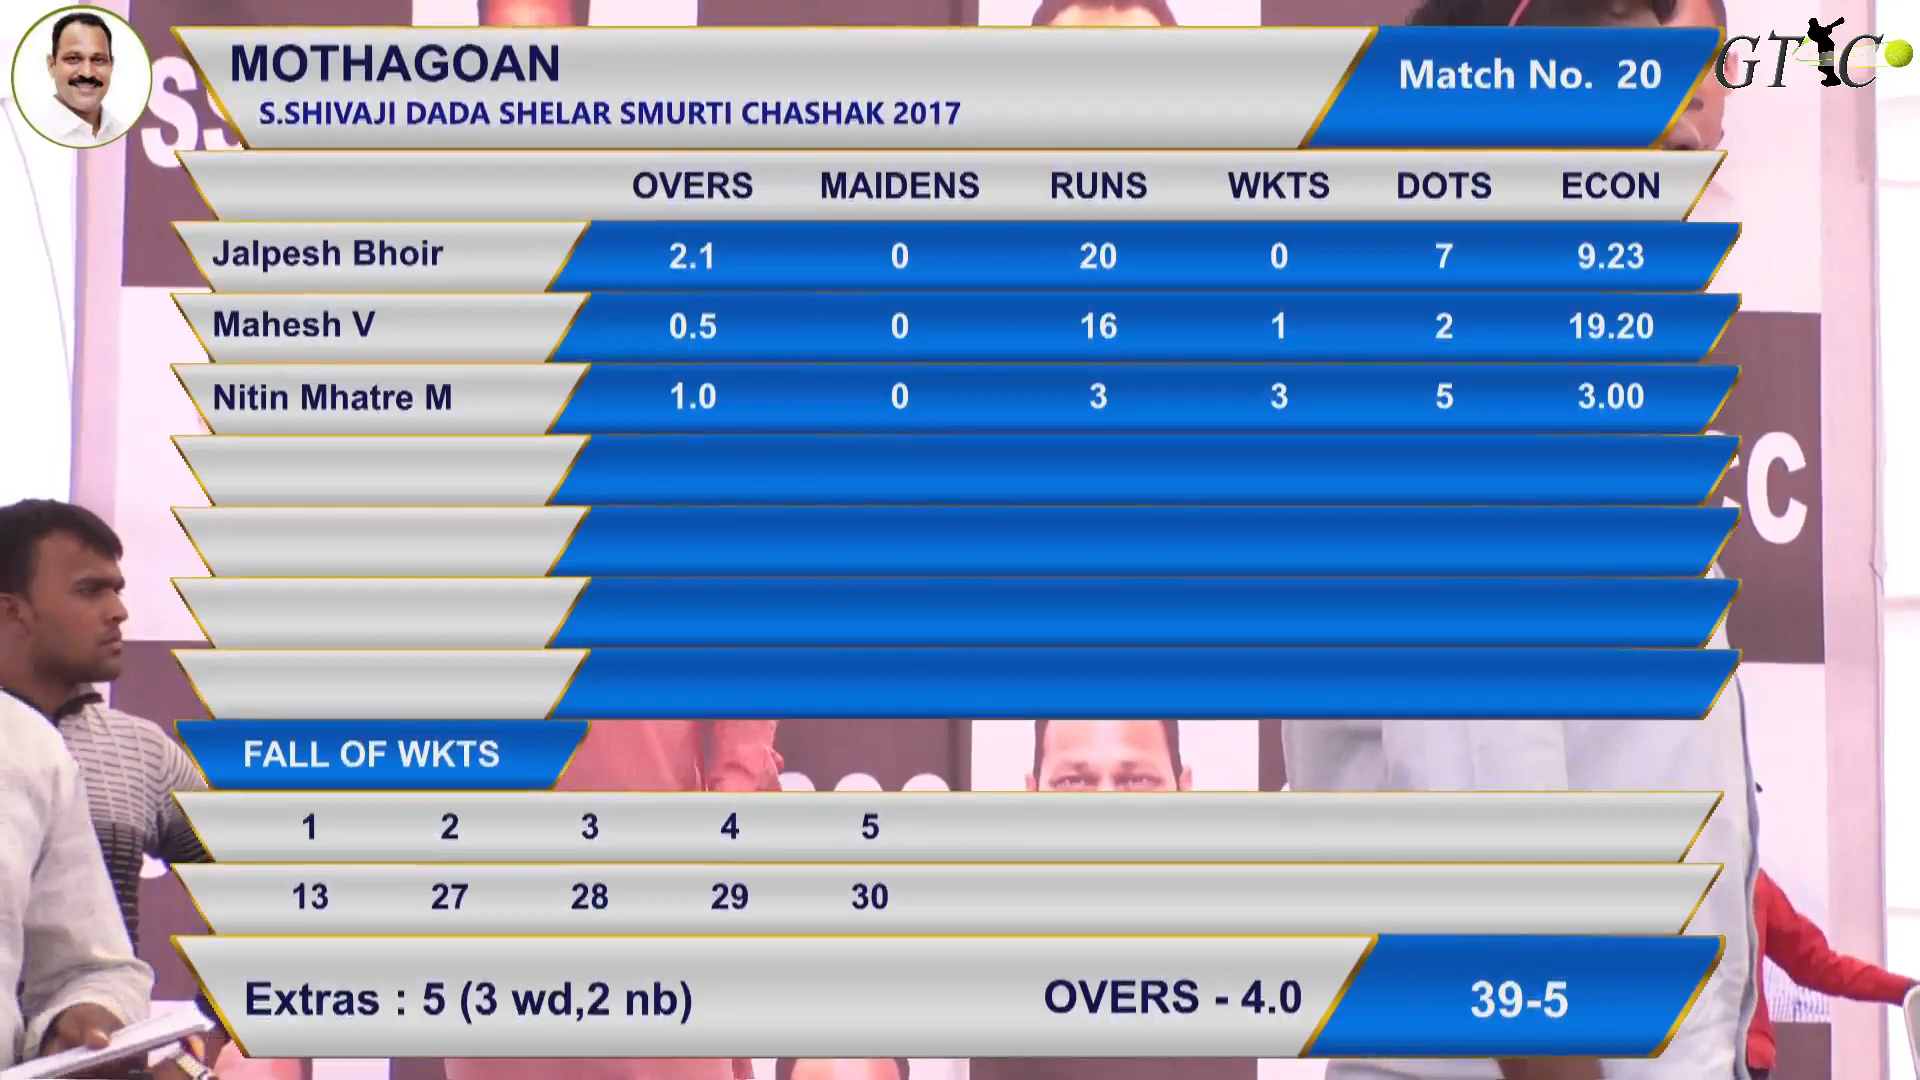 MOTHAGOAN
S.SHIVAJI DADA SHELAR SMURTI CHASHAK 2017
Match No. 20
GTCC
OVERS MAIDENS RUNS WKTS DOTS ECON
Jalpesh Bhoir 2.1 0 20 0 7 9.23
Mahesh V 0.5 0 16 1 2 19.20
Nitin Mhatre M 1.0 0 3 3 5 3.00
FALL OF WKTS
1 2 3 4 5
13 27 28 29 30
Extras : 5 (3 wd,2 nb) OVERS - 4.0 39-5